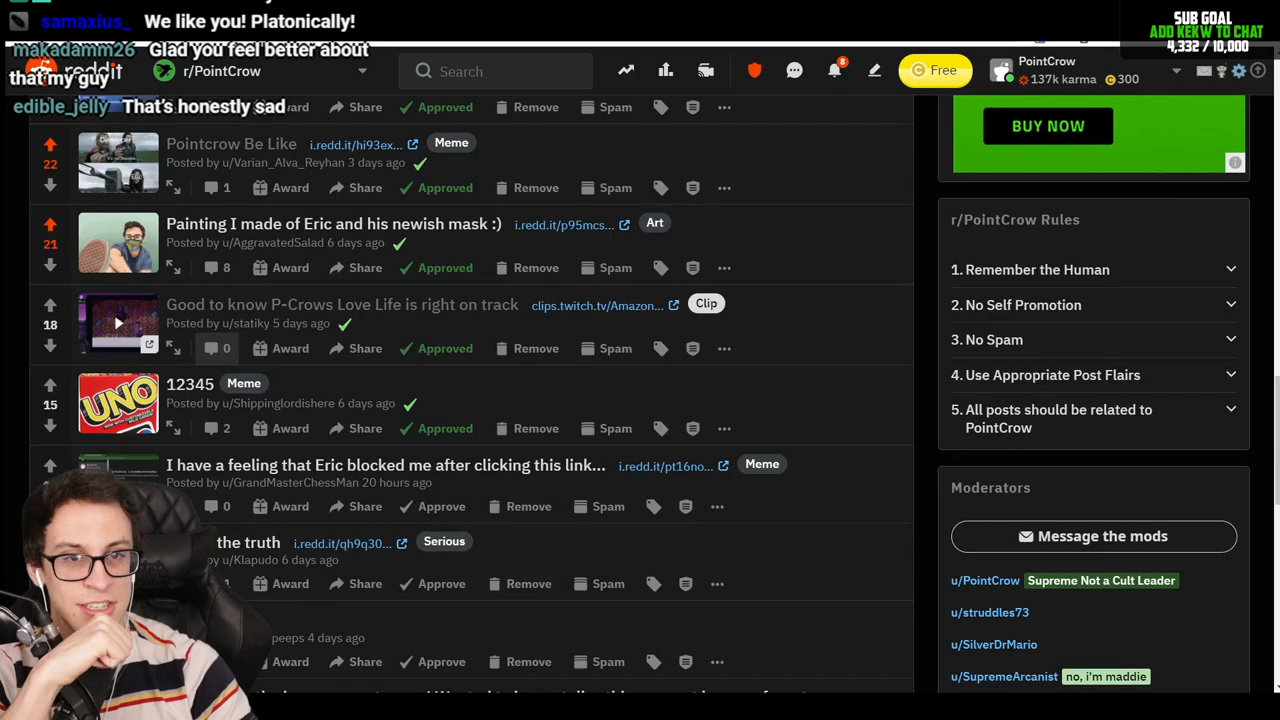 samaxius_ We like you! Platonically!
makadamm26 Glad you feel better about
that my guy
edible_jelly That's honestly sad
SUB GOAL
ADD KEKW TO CHAT
4,332 / 10,000
reddit r/PointCrow Search 8 Free PointCrow
137k karma 300
Share Approved Remove Spam
BUY NOW
22 Pointcrow Be Like i.redd.it/hi93ex... Meme
Posted by u/Varian_Alva_Reyhan 3 days ago
1 Award Share Approved Remove Spam
21 Painting I made of Eric and his newish mask :) i.redd.it/p95mcs... Art
Posted by u/AggravatedSalad 6 days ago
8 Award Share Approved Remove Spam
18 Good to know P-Crows Love Life is right on track clips.twitch.tv/Amazon... Clip
Posted by u/statiky 5 days ago
0 Award Share Approved Remove Spam
15 12345 Meme
UNO
Posted by u/Shippinglordishere 6 days ago
2 Award Share Approved Remove Spam
I have a feeling that Eric blocked me after clicking this link... i.redd.it/pt16no... Meme
Posted by u/GrandMasterChessMan 20 hours ago
0 Award Share Approve Remove Spam
the truth i.redd.it/qh9q30... Serious
by u/Klapudo 6 days ago
Award Share Approve Remove Spam
peeps 4 days ago
Award Share Approve Remove Spam
r/PointCrow Rules
1. Remember the Human
2. No Self Promotion
3. No Spam
4. Use Appropriate Post Flairs
5. All posts should be related to
PointCrow
Moderators
Message the mods
u/PointCrow Supreme Not a Cult Leader
u/struddles73
u/SilverDrMario
u/SupremeArcanist no, i'm maddie